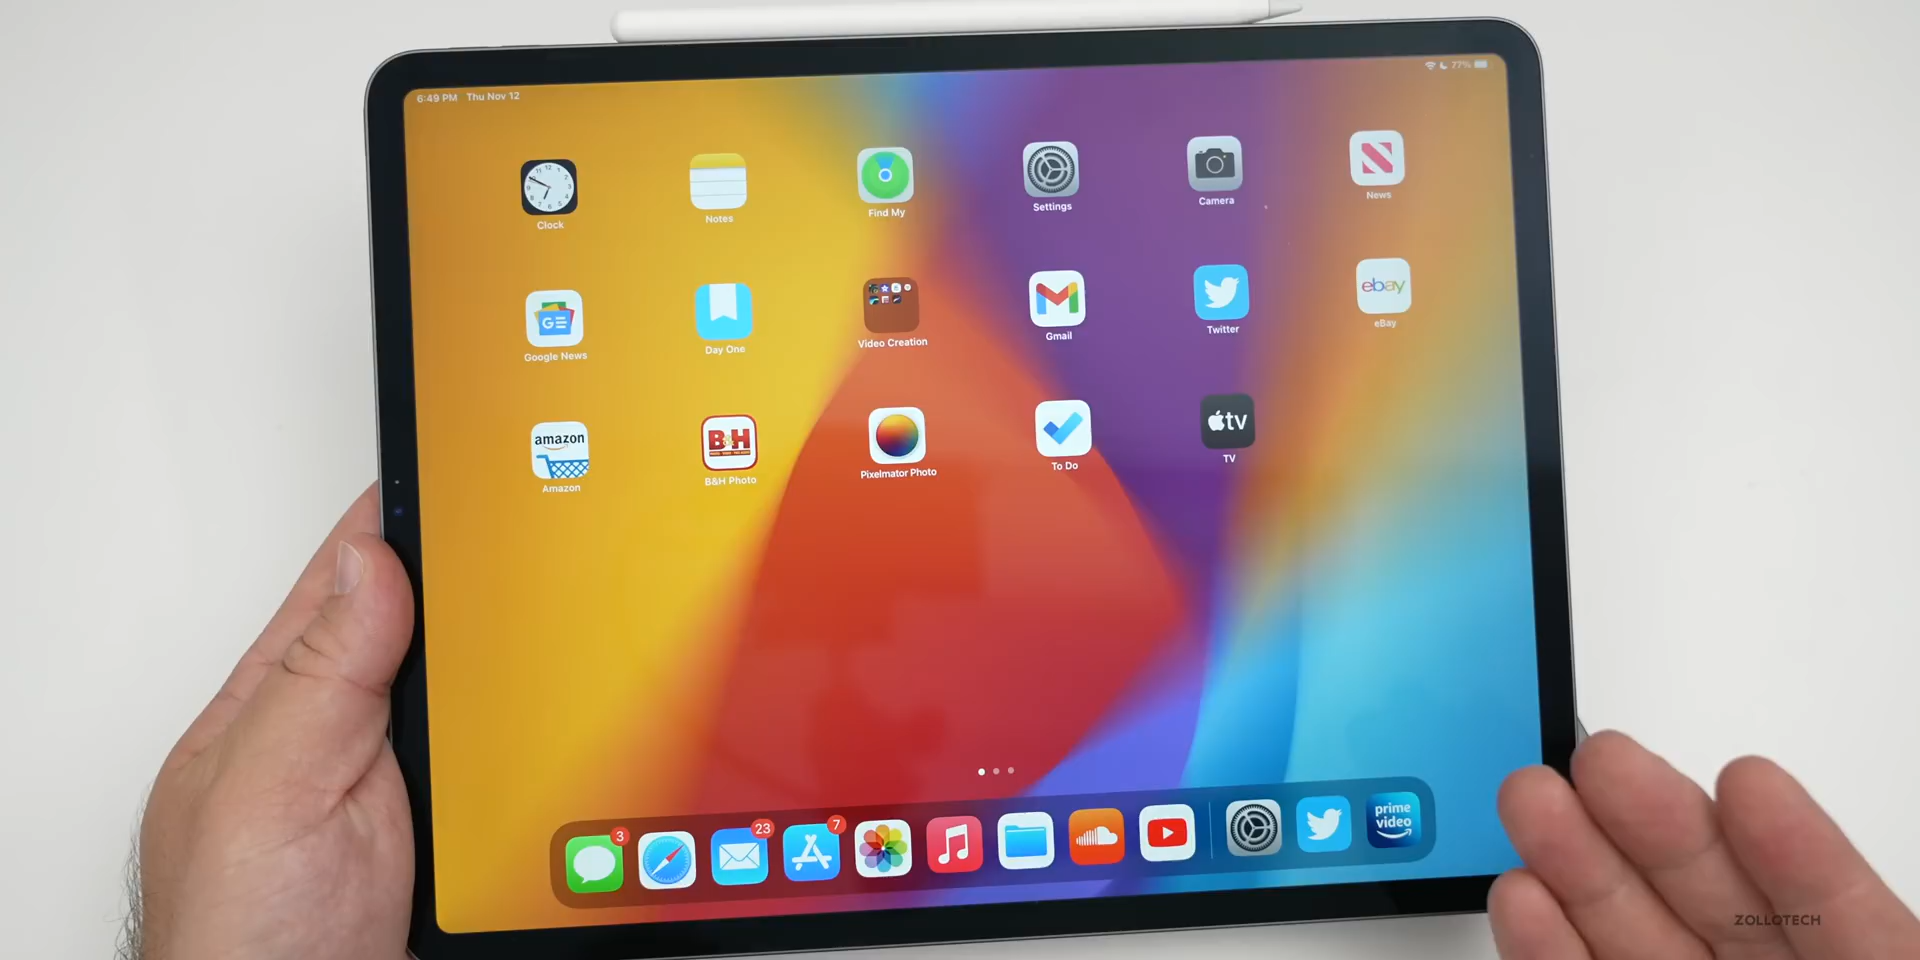 6:49 PM Thu Nov 12
77%
Clock
Notes
Find My
Settings
Camera
News
Google News
Day One
Video Creation
Gmail
Twitter
ebay
eBay
amazon
Amazon
B&H
B&H Photo
Pixelmator Photo
To Do
tv
TV
3
23
7
prime
video
ZOLLOTECH